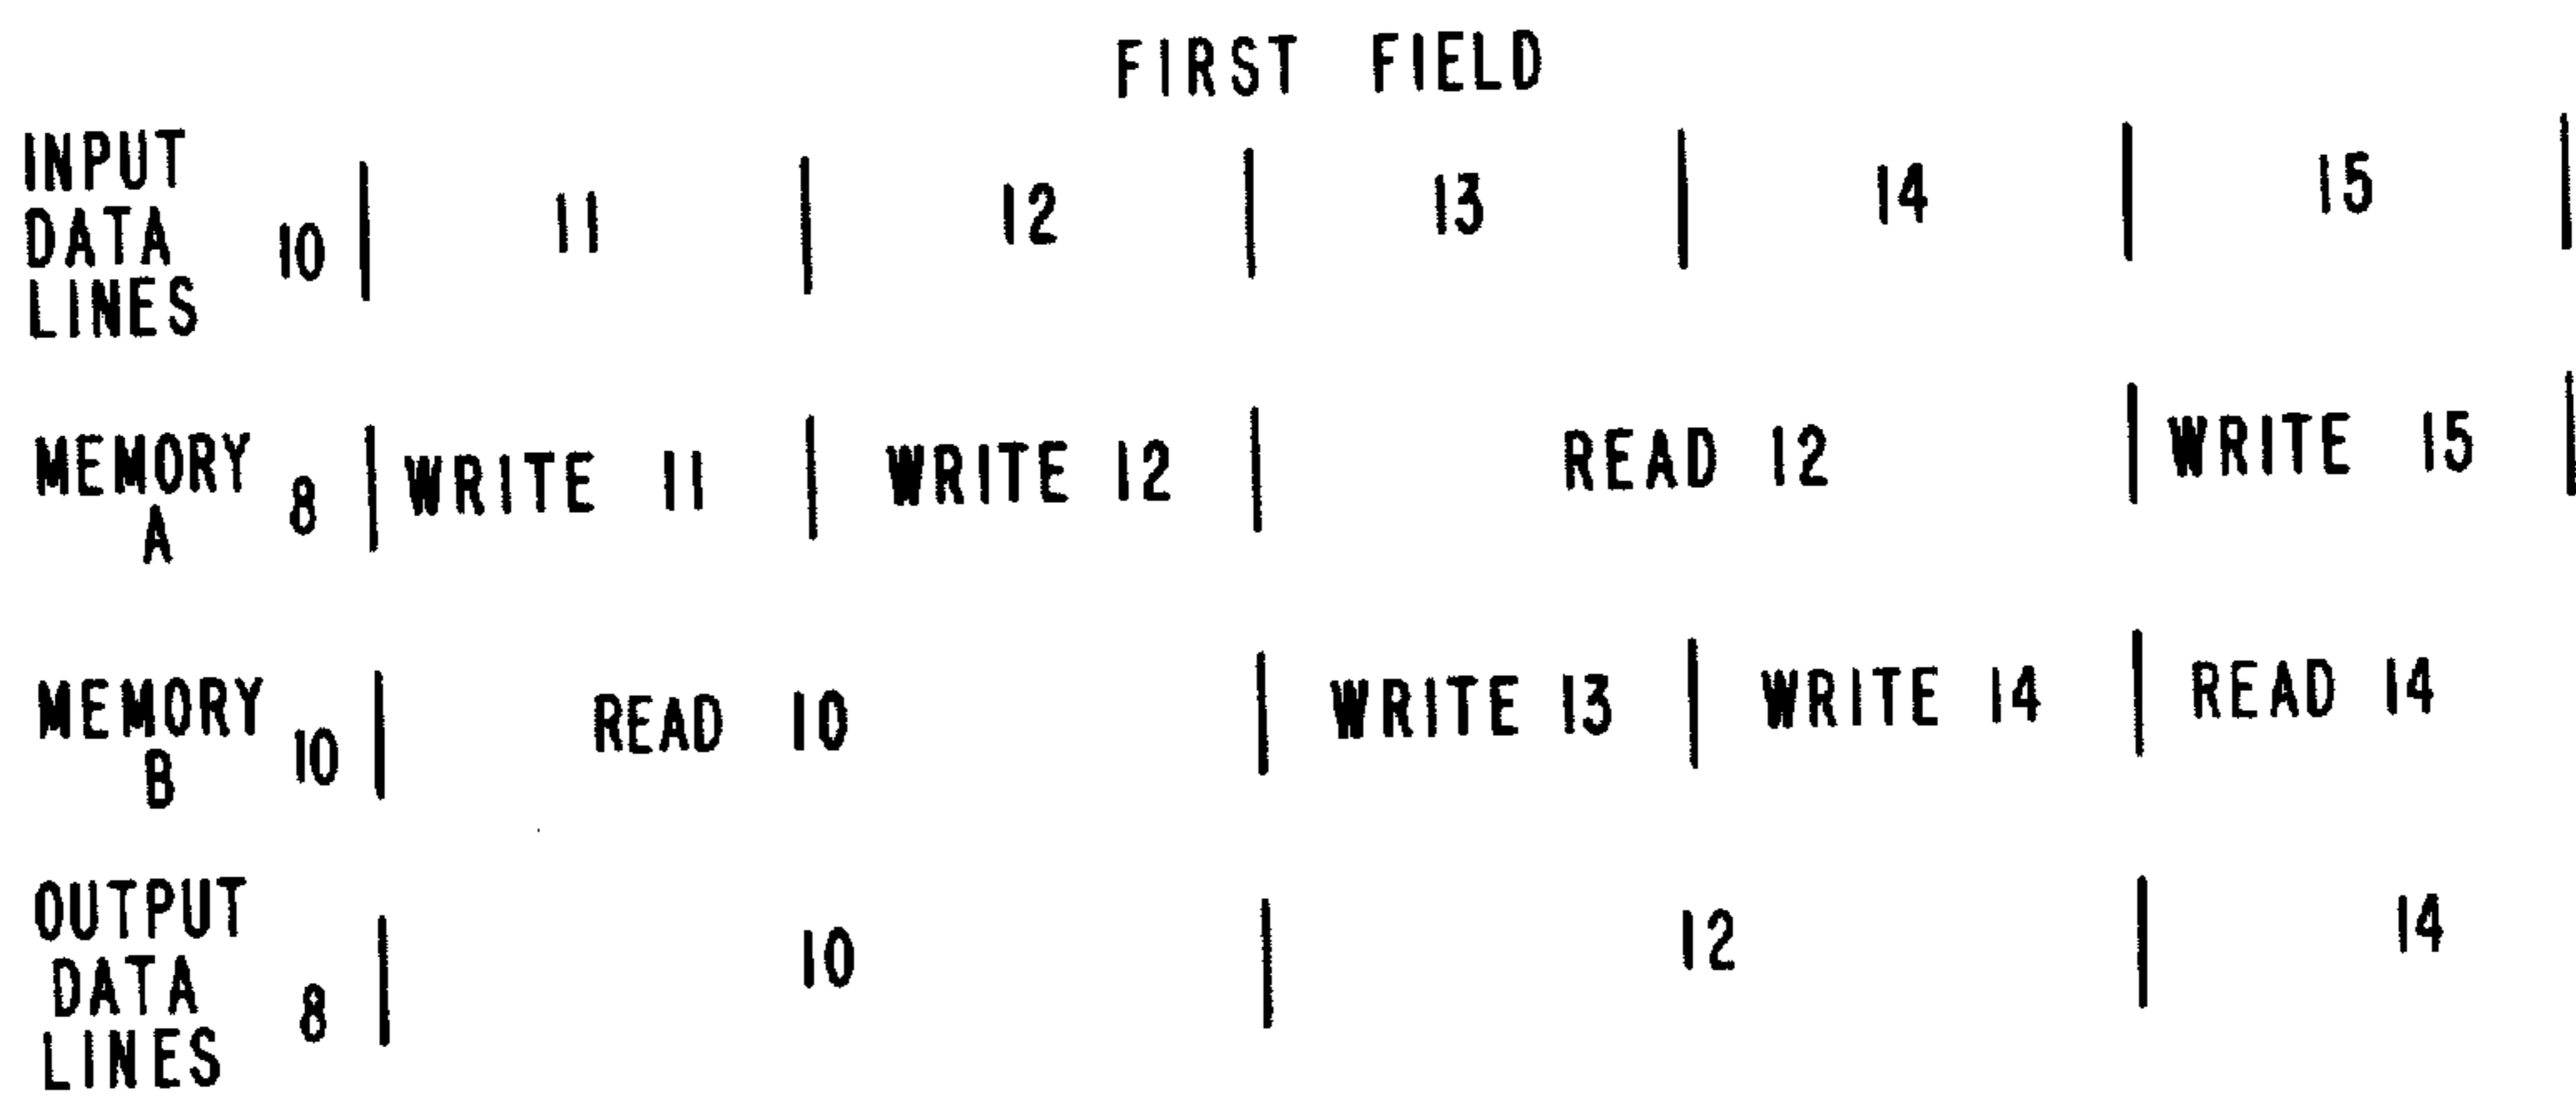 FIRST FIELD
INPUT
DATA
LINES
10 | 11 | 12 | 13 | 14 | 15 |
MEMORY
A
8 | WRITE 11 | WRITE 12 | READ 12 | WRITE 15 |
MEMORY
B
10 | READ 10 | WRITE 13 | WRITE 14 | READ 14
OUTPUT
DATA
LINES
8 | 10 | 12 | 14